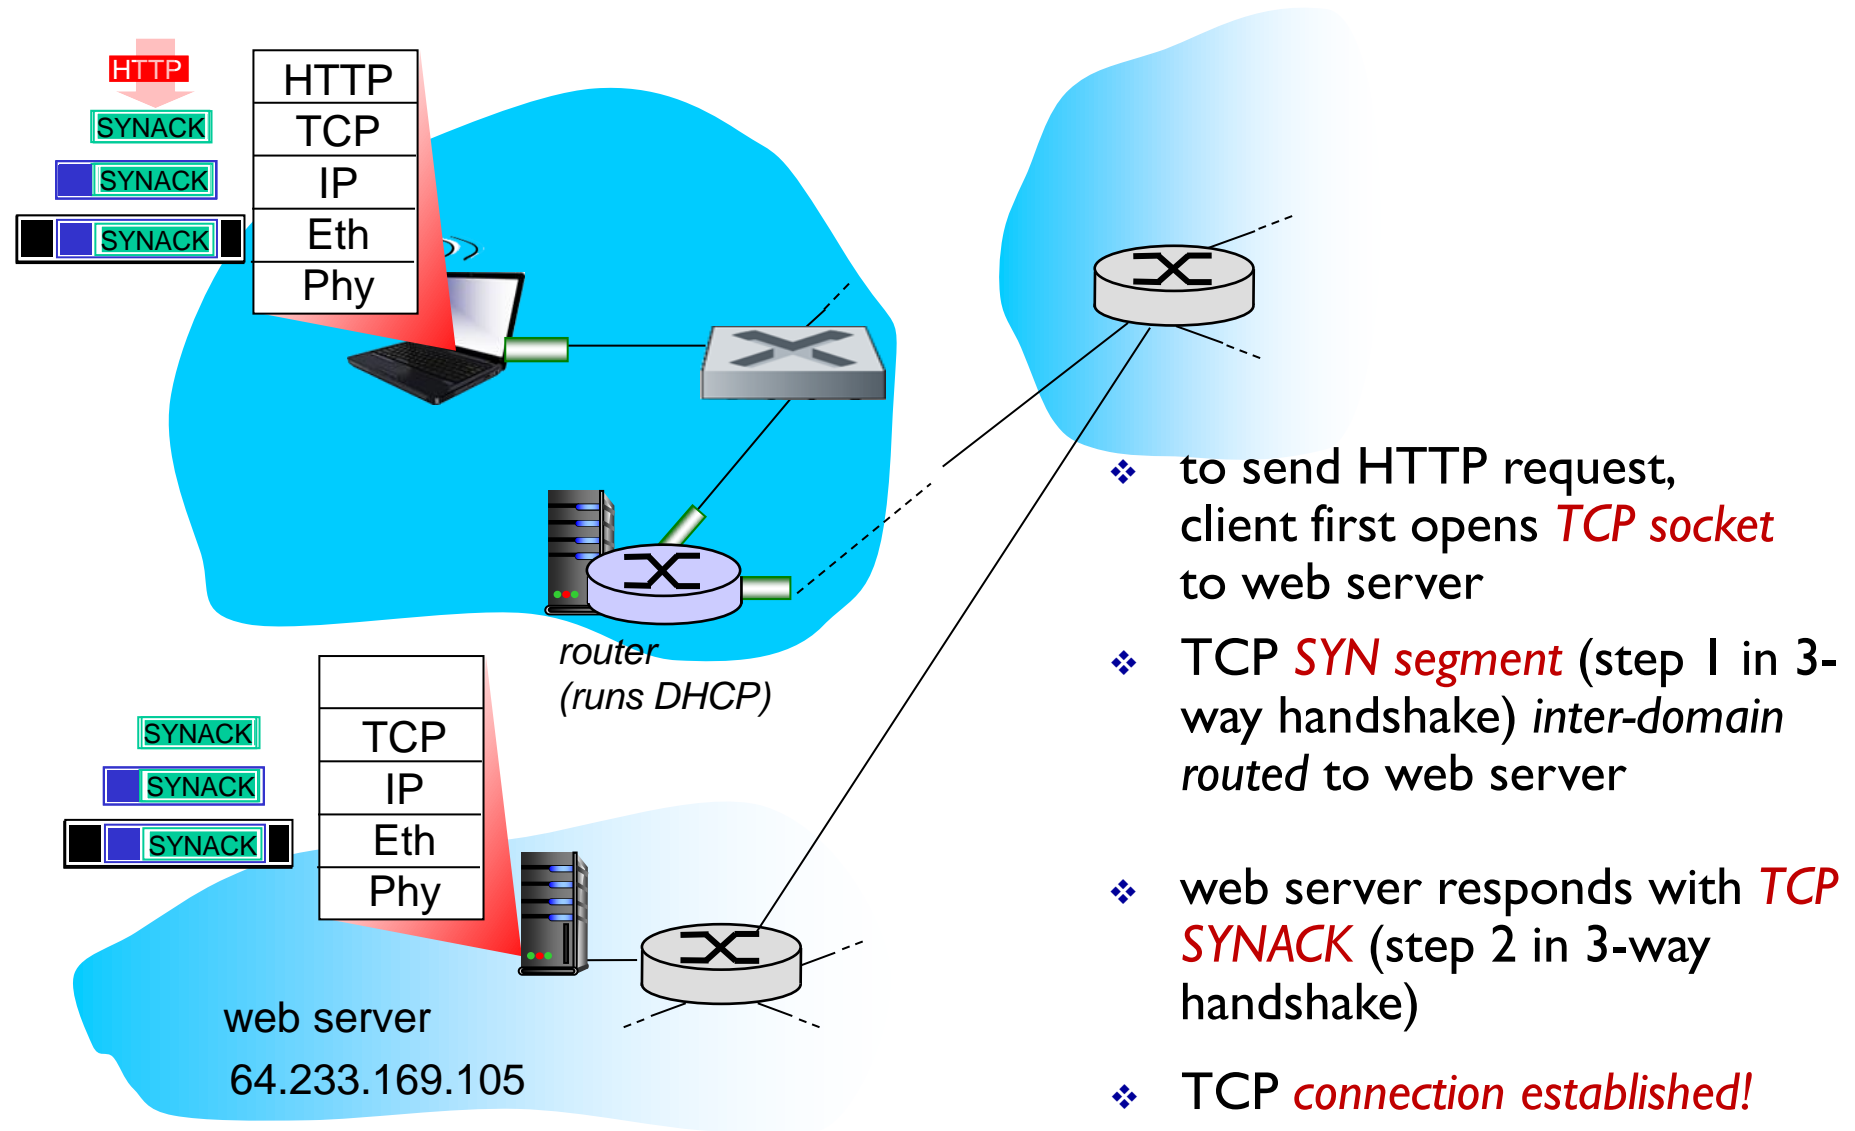 HTTP
SYNACK
SYNACK
SYNACK
HTTP
TCP
IP
Eth
Phy
router
(runs DHCP)
SYNACK
SYNACK
SYNACK
TCP
IP
Eth
Phy
web server
64.233.169.105
❖ to send HTTP request,
client first opens TCP socket
to web server
❖ TCP SYN segment (step 1 in 3-
way handshake) inter-domain
routed to web server
❖ web server responds with TCP
SYNACK (step 2 in 3-way
handshake)
❖ TCP connection established!